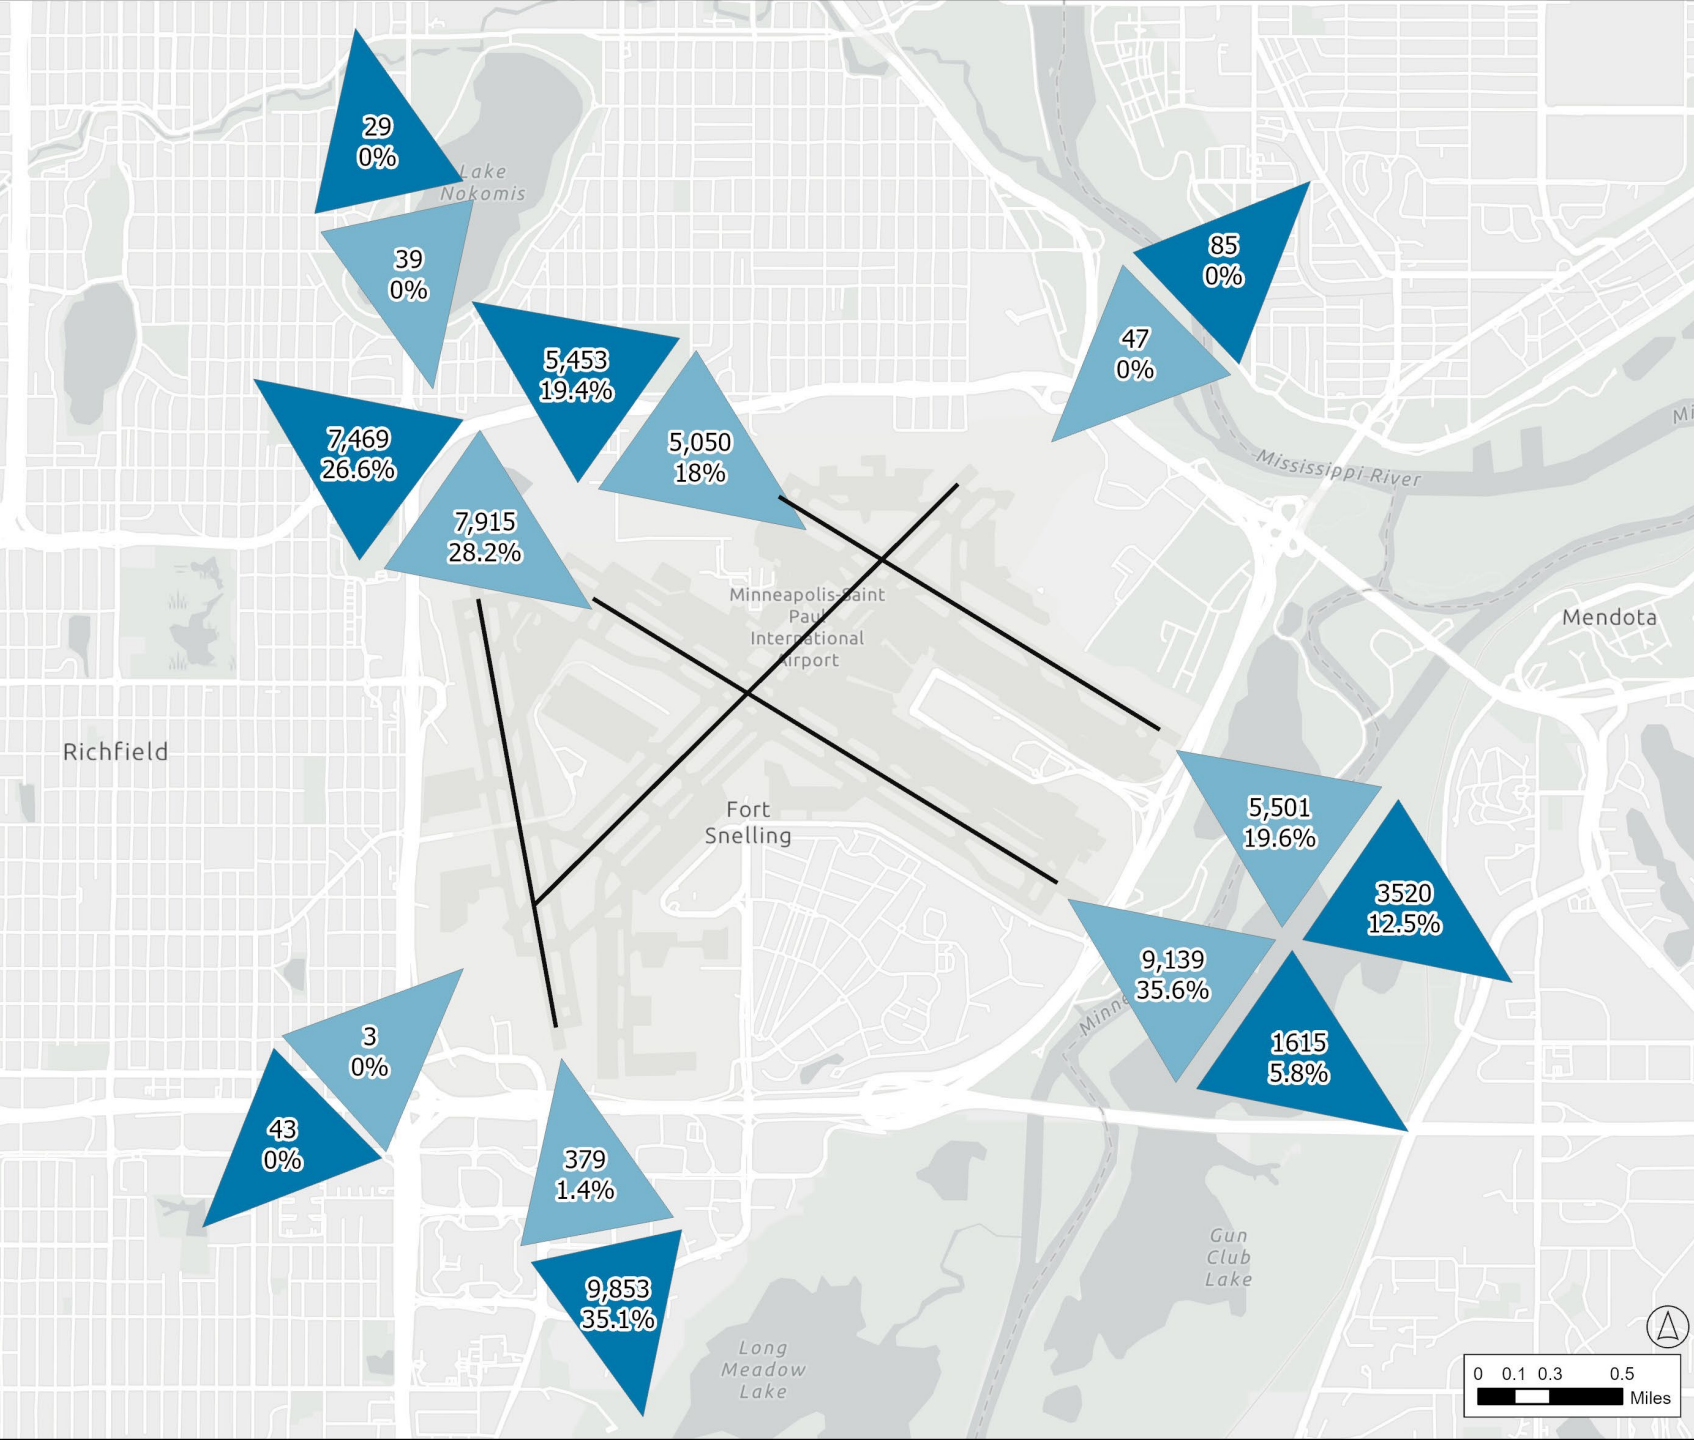 29
0%
Lake
Nokomis
39
0%
85
0%
47
0%
5,453
19.4%
5,050
18%
7,469
26.6%
7,915
28.2%
Mississippi River
Mi
Minneapolis-Saint
Paul
International
Airport
Mendota
Richfield
Fort
Snelling
5,501
19.6%
3520
12.5%
9,139
35.6%
Minne
1615
5.8%
3
0%
43
0%
379
1.4%
9,853
35.1%
Gun
Club
Lake
Long
Meadow
Lake
0 0.1 0.3 0.5
Miles